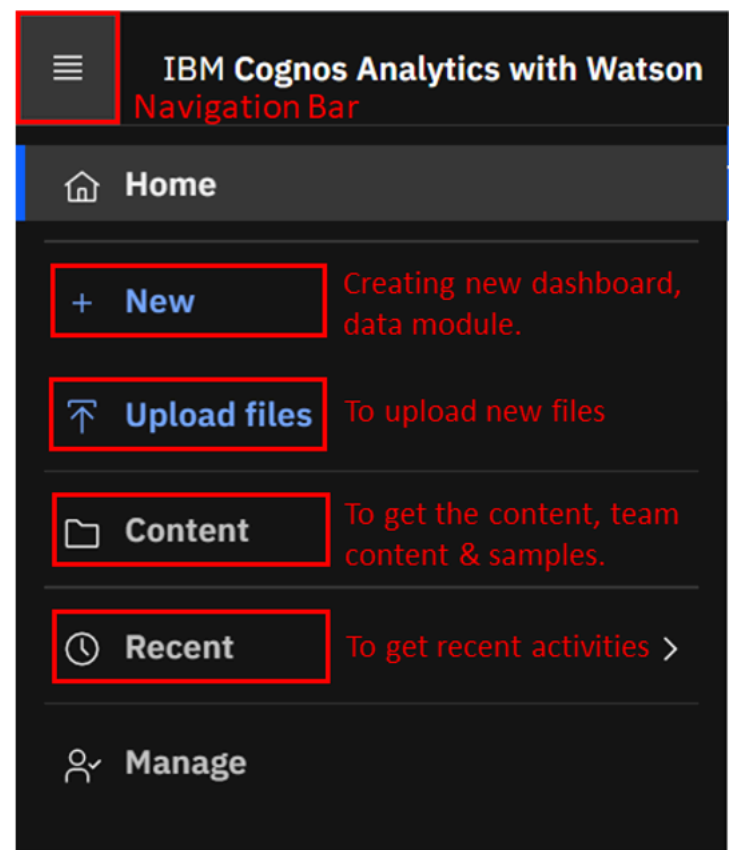 IBM Cognos Analytics with Watson
Navigation Bar
Home
New
Creating new dashboard,
data module.
Upload files
To upload new files
Content
To get the content, team
content & samples.
Recent
To get recent activities
Manage